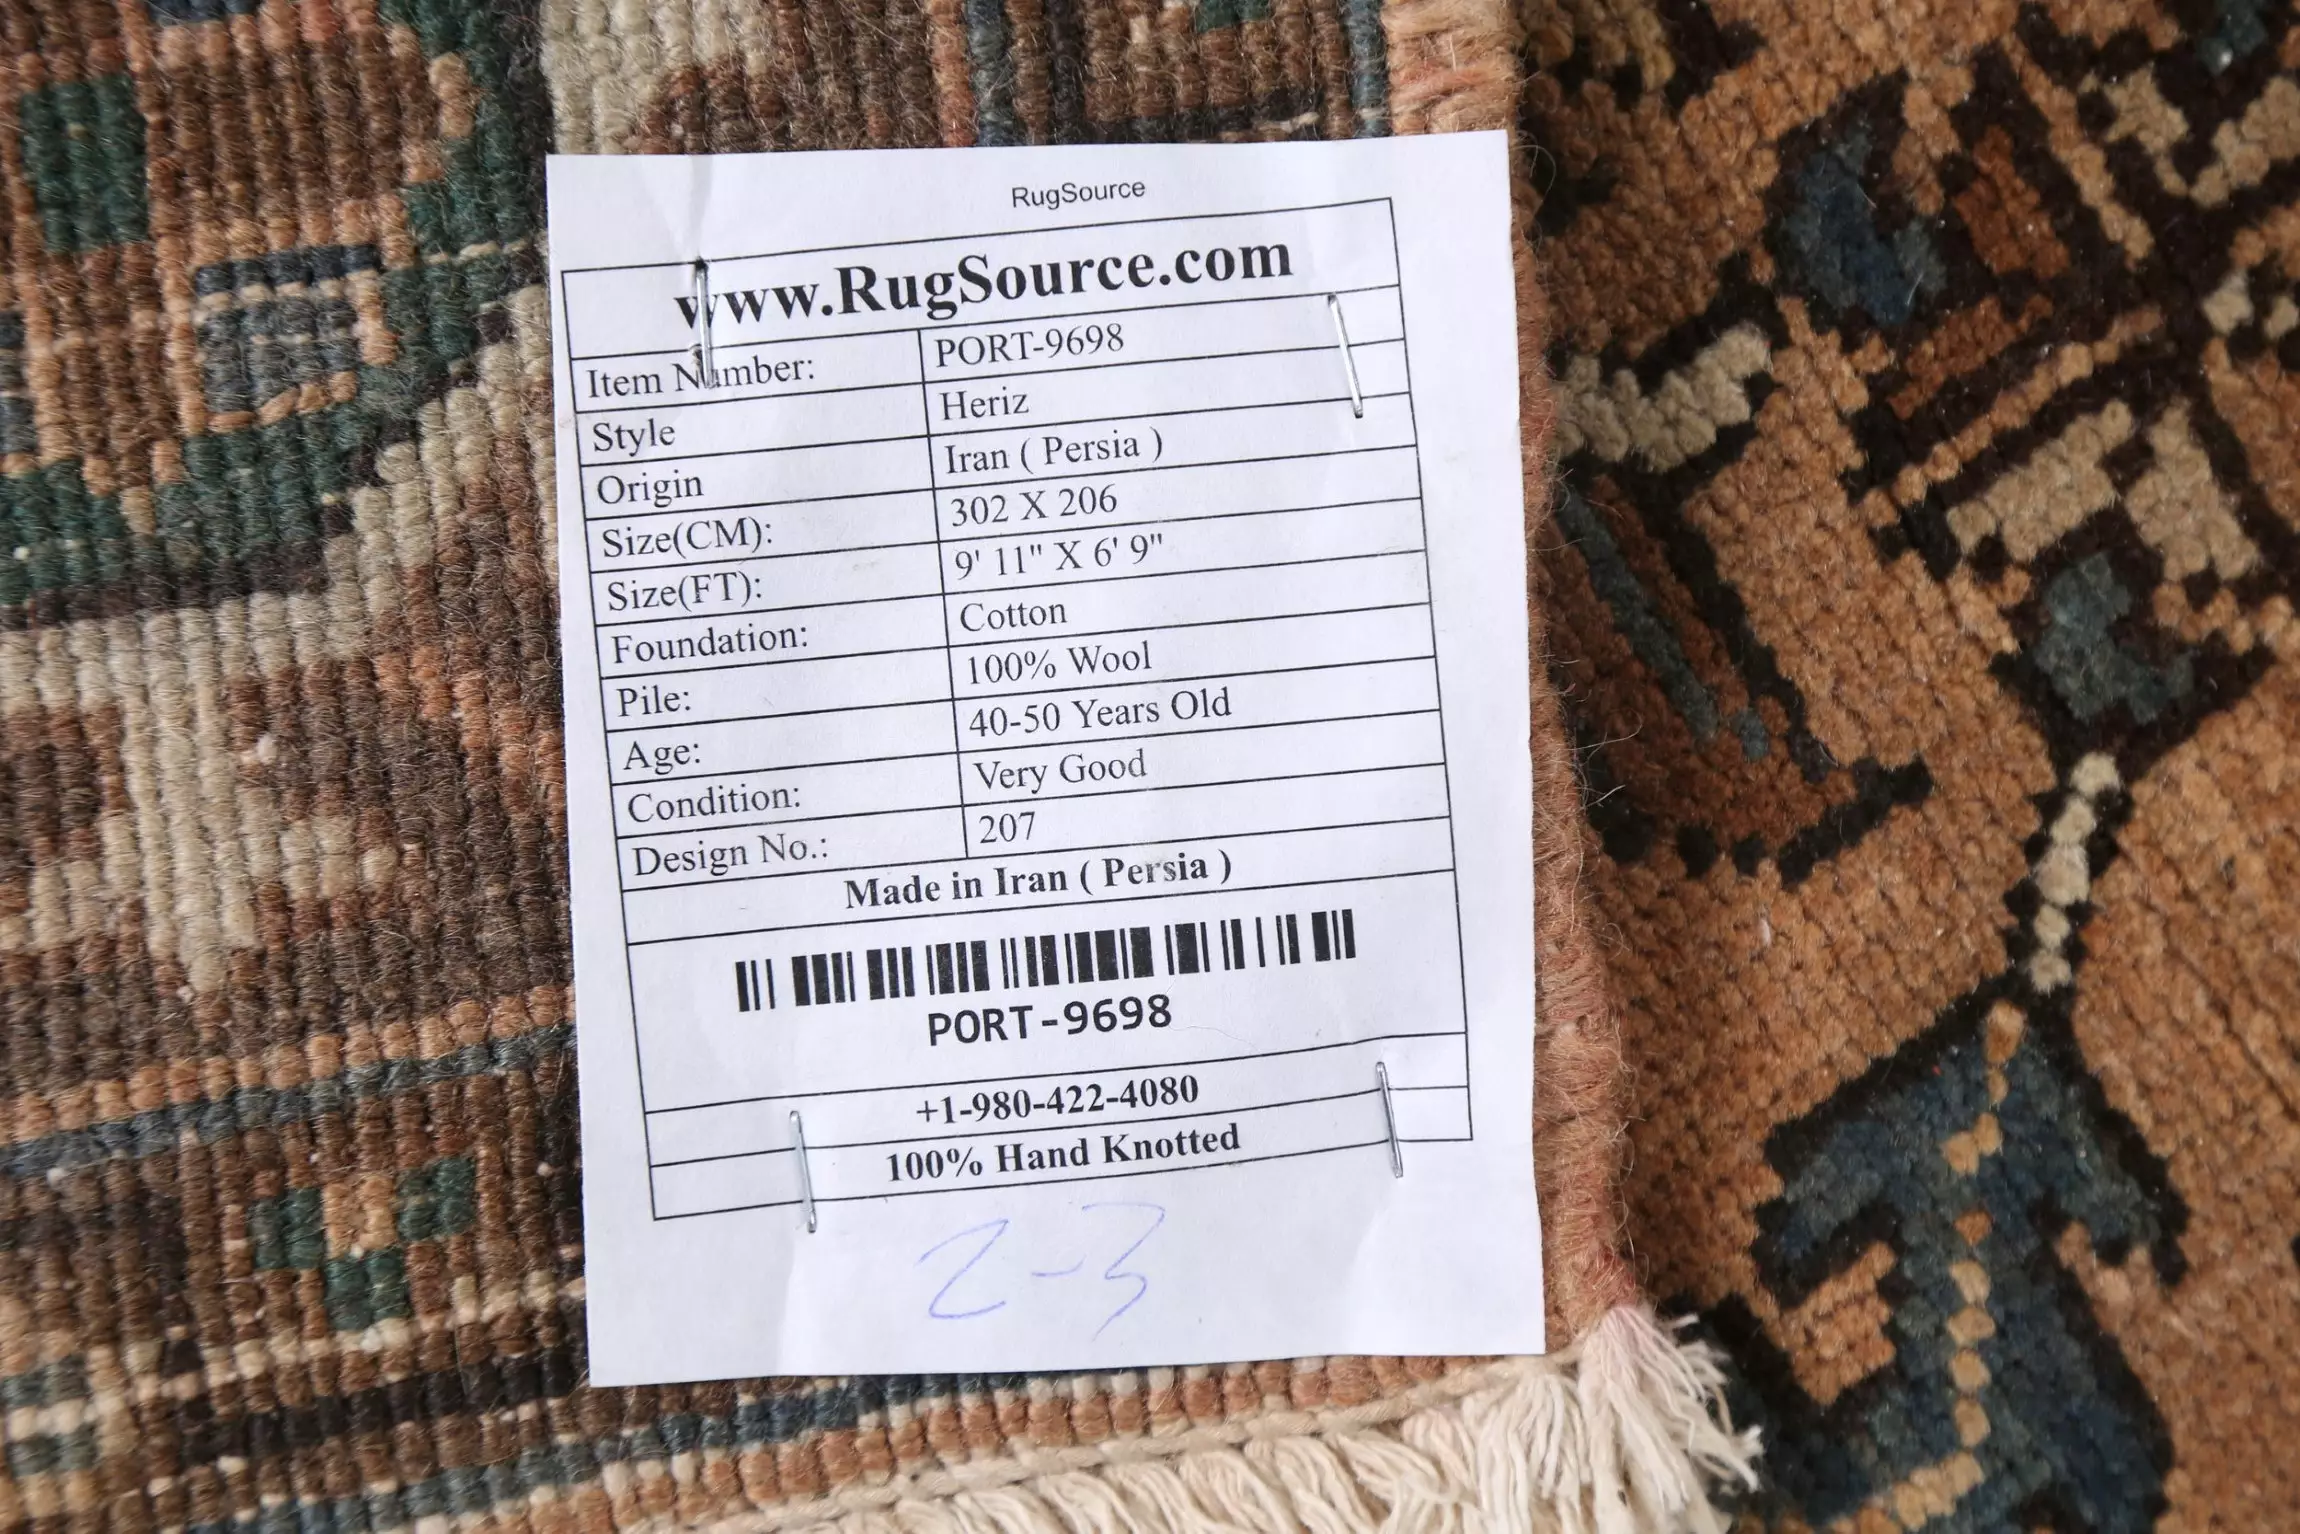 RugSource
www.RugSource.com
Item Number: PORT-9698
Style Heriz
Origin Iran ( Persia )
Size(CM): 302 X 206
Size(FT): 9' 11" X 6' 9"
Foundation: Cotton
Pile: 100% Wool
Age: 40-50 Years Old
Condition: Very Good
Design No.: 207
Made in Iran ( Persia )
PORT-9698
+1-980-422-4080
100% Hand Knotted
2-3